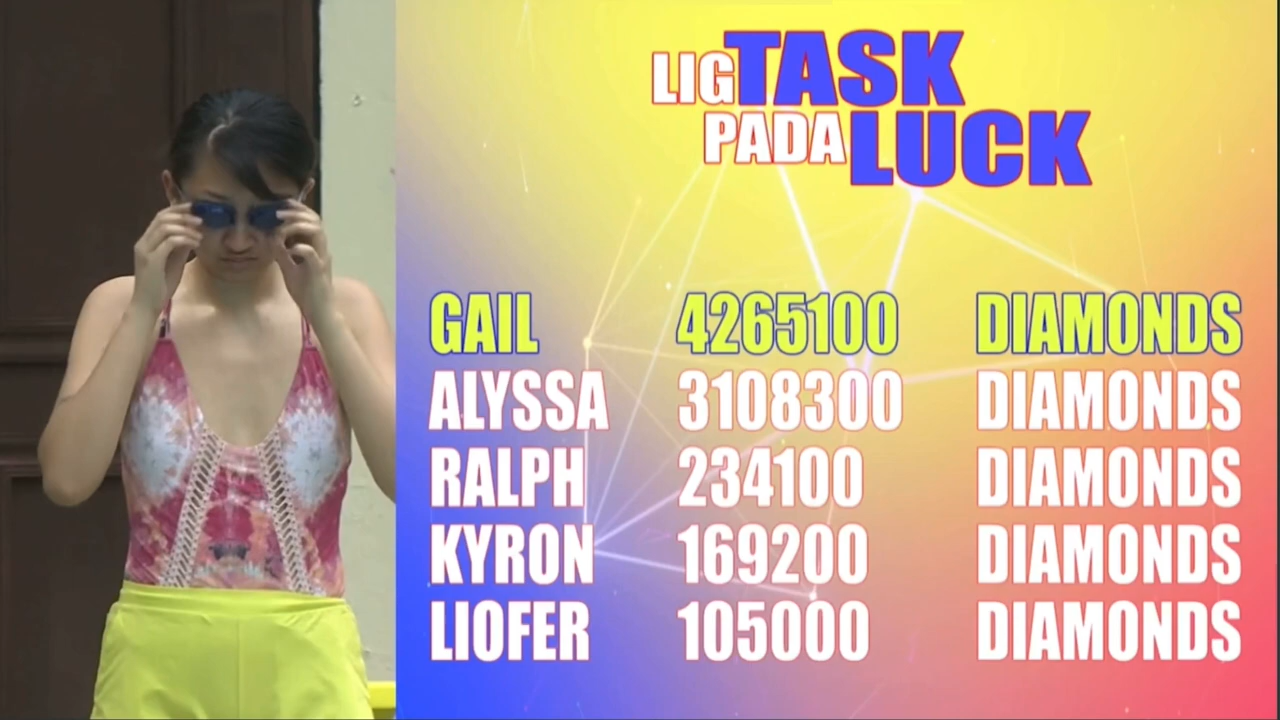 LIGTASK
PADALUCK
GAIL 4265100 DIAMONDS
ALYSSA 3108300 DIAMONDS
RALPH 234100 DIAMONDS
KYRON 169200 DIAMONDS
LIOFER 105000 DIAMONDS